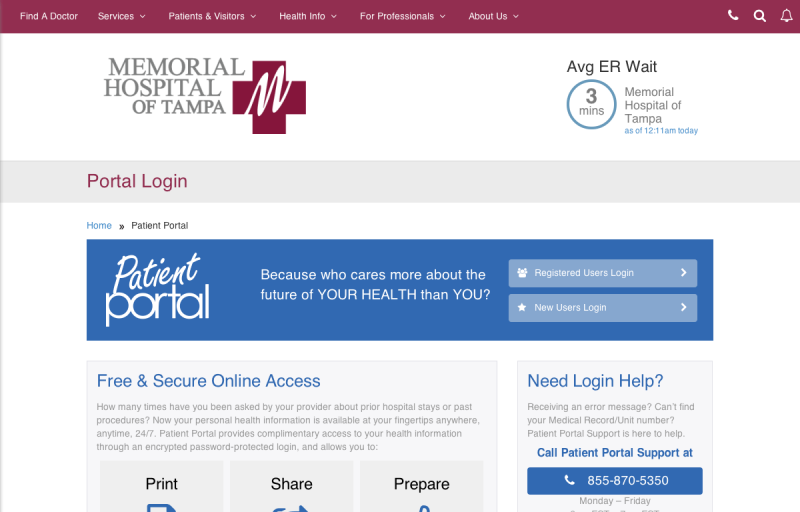 Find A Doctor Services Patients & Visitors Health Info For Professionals About Us
MEMORIAL
HOSPITAL
OF TAMPA
M
Avg ER Wait
3
mins
Memorial
Hospital of
Tampa
as of 12:11am today
Portal Login
Home » Patient Portal
Patient
portal
Because who cares more about the
future of YOUR HEALTH than YOU?
Registered Users Login
New Users Login
Free & Secure Online Access
How many times have you been asked by your provider about prior hospital stays or past
procedures? Now your personal health information is available at your fingertips anywhere,
anytime, 24/7. Patient Portal provides complimentary access to your health information
through an encrypted password-protected login, and allows you to:
Print
Share
Prepare
Need Login Help?
Receiving an error message? Can't find
your Medical Record/Unit number?
Patient Portal Support is here to help.
Call Patient Portal Support at
855-870-5350
Monday – Friday